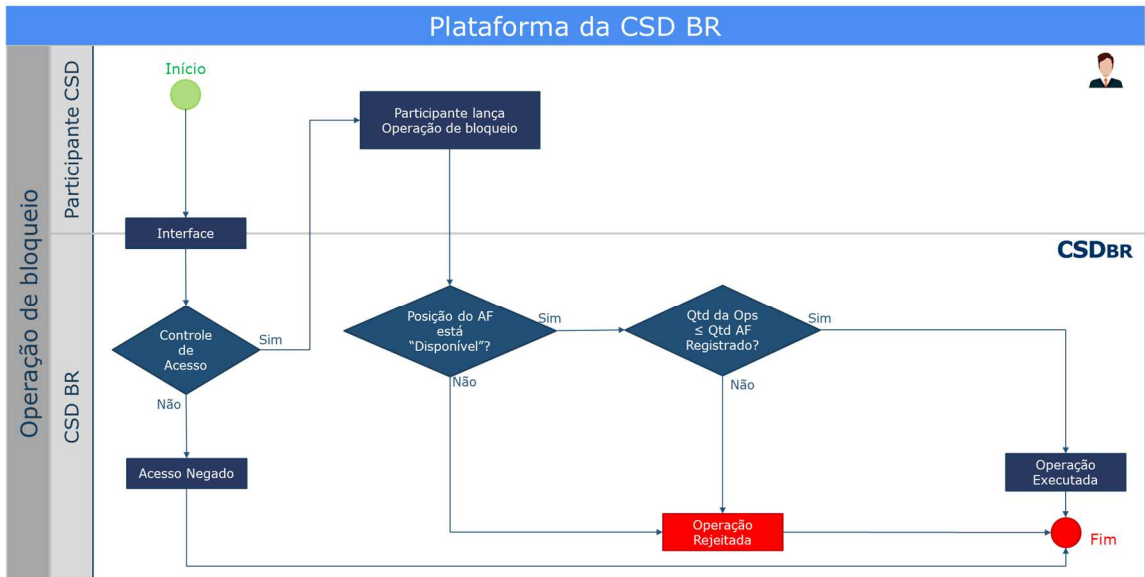 Plataforma da CSD BR
Operação de bloqueio
Participante CSD
CSD BR
Início
Participante lança
Operação de bloqueio
Interface
CSDBR
Controle
de
Acesso
Sim
Não
Posição do AF
está
“Disponível”?
Sim
Não
Qtd da Ops
≤ Qtd AF
Registrado?
Sim
Não
Acesso Negado
Operação
Executada
Operação
Rejeitada
Fim